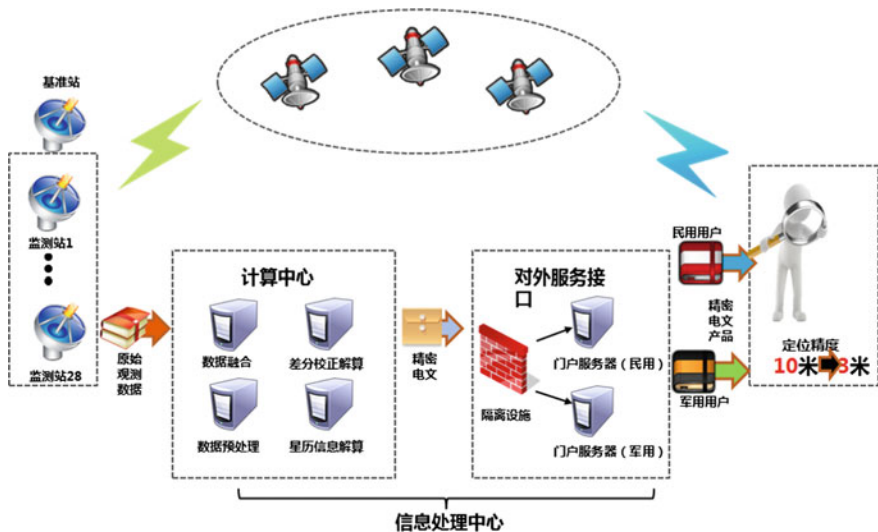 基准站
监测站1
监测站28
原始
观测
数据
计算中心
数据融合
差分校正解算
数据预处理
星历信息解算
精密
电文
对外服务接
口
隔离设施
门户服务器（民用）
门户服务器（军用）
民用用户
精密
电文
产品
军用用户
定位精度
10米 3米
信息处理中心